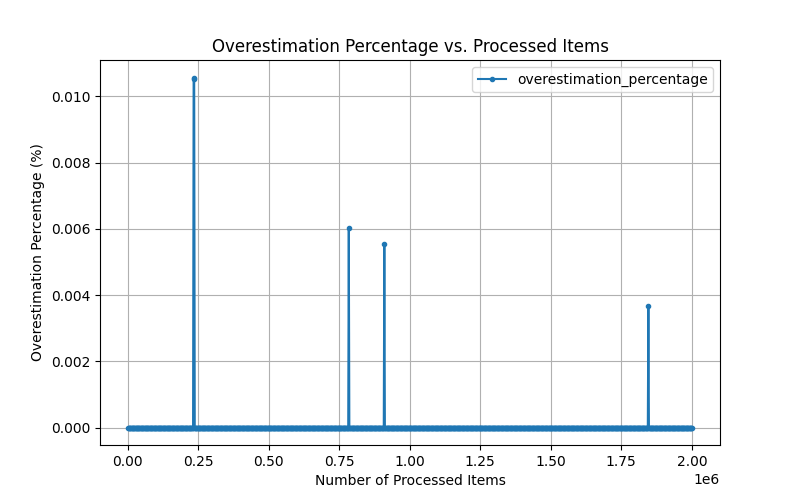 Overestimation Percentage vs. Processed Items
overestimation_percentage
Overestimation Percentage (%)
0.010
0.008
0.006
0.004
0.002
0.000
0.00 0.25 0.50 0.75 1.00 1.25 1.50 1.75 2.00
1e6
Number of Processed Items